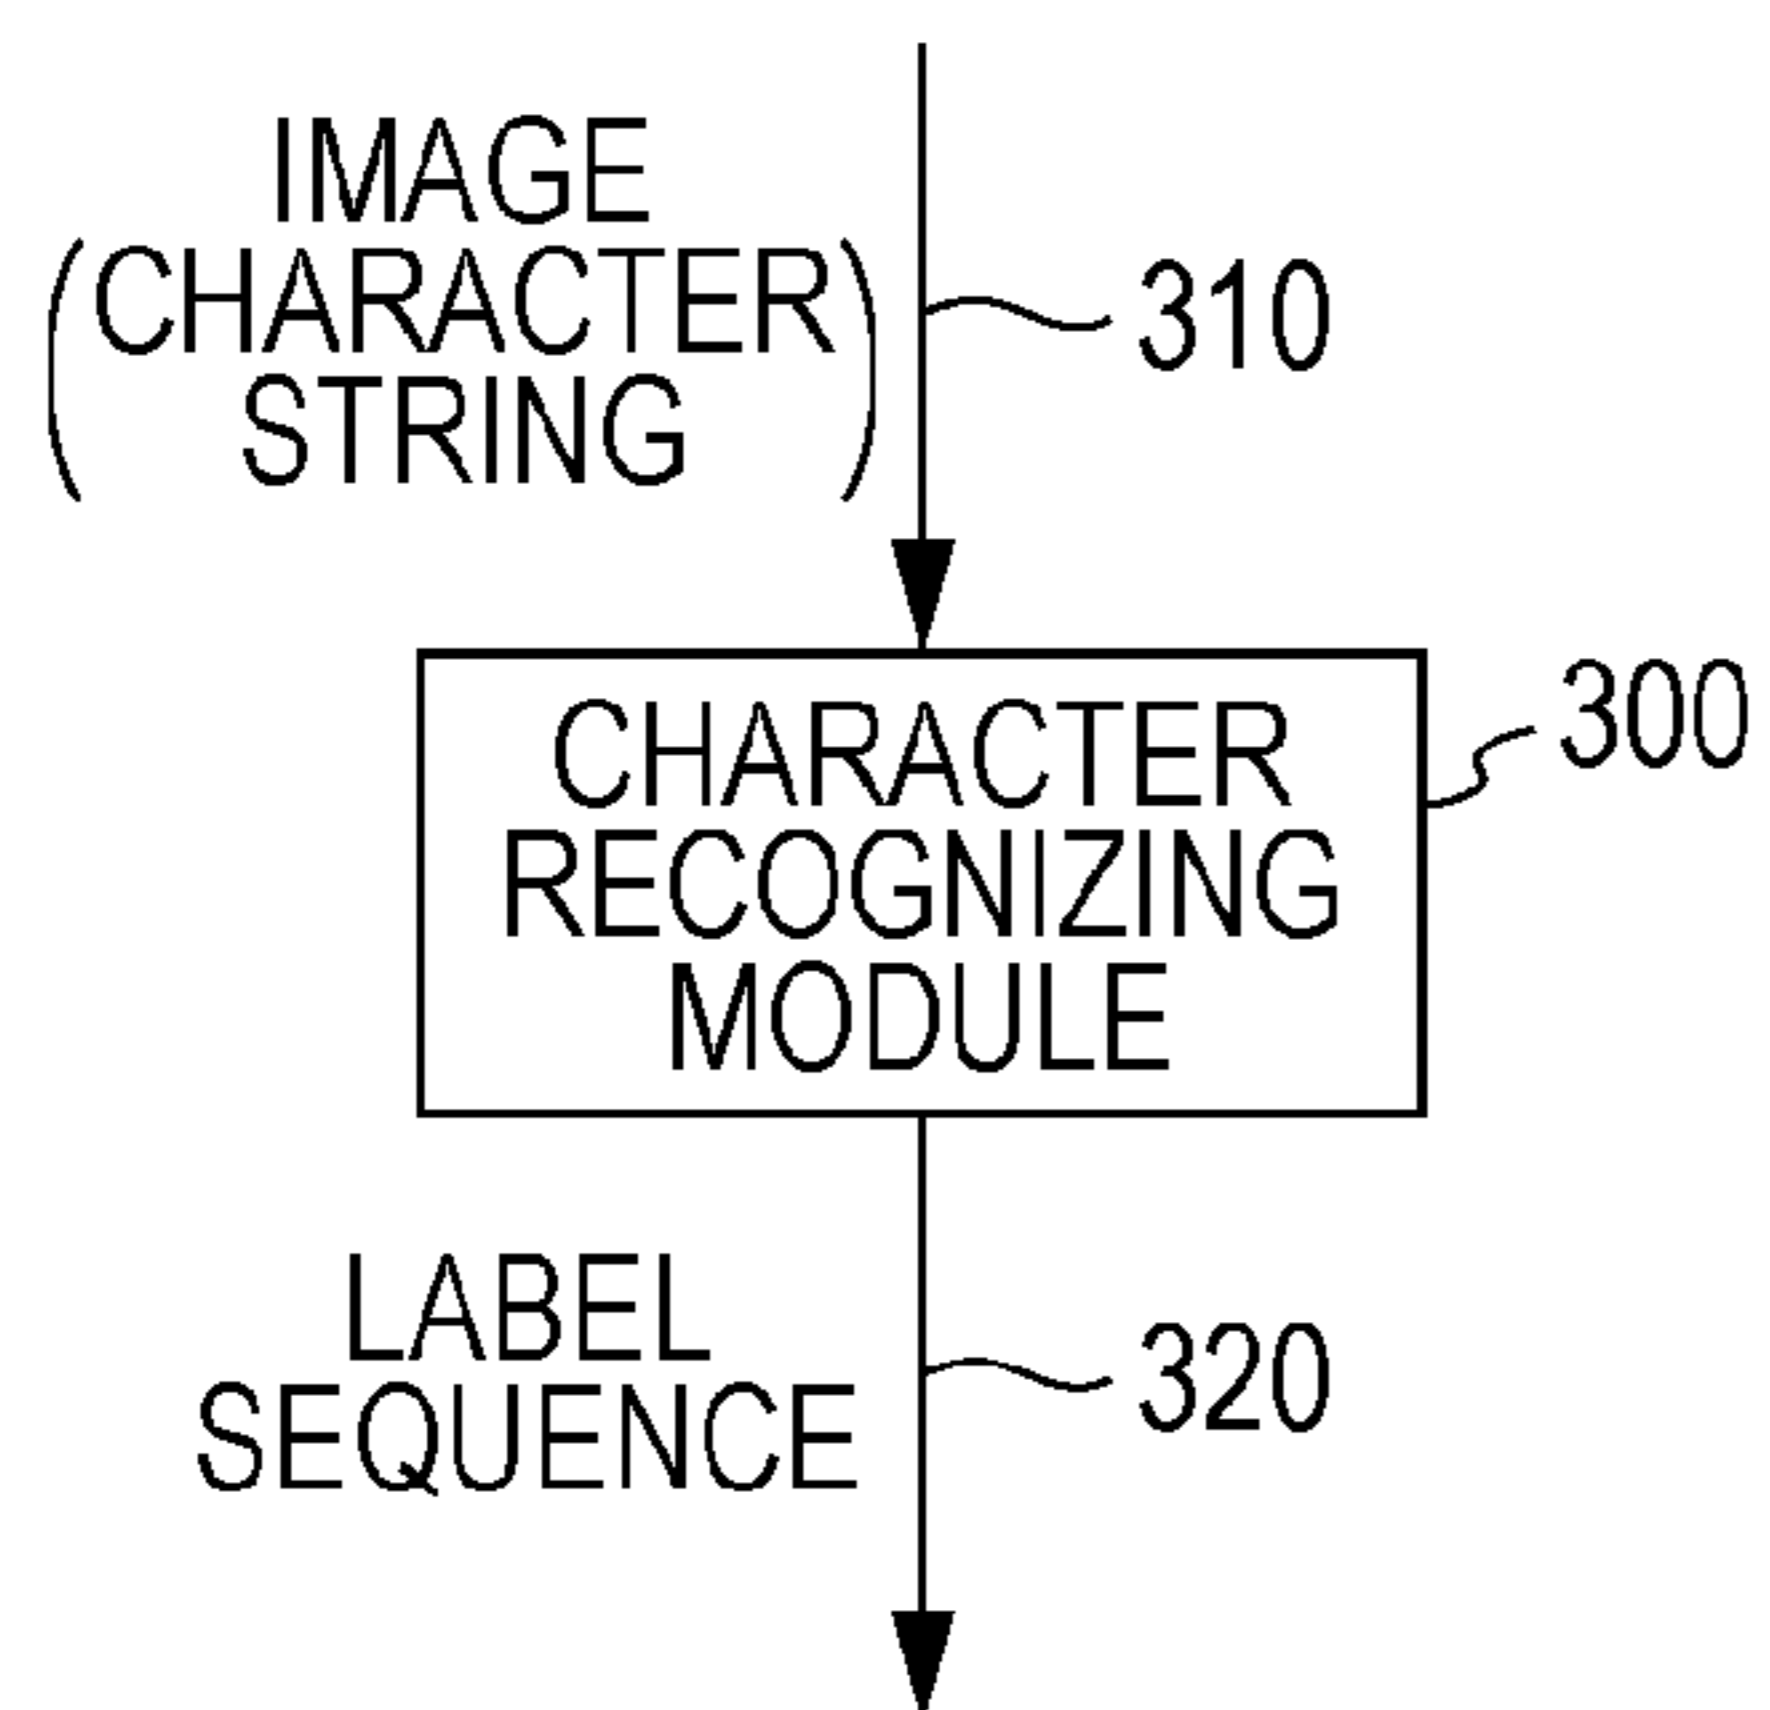 IMAGE
(CHARACTER
STRING)
310
300
CHARACTER
RECOGNIZING
MODULE
LABEL
SEQUENCE
320